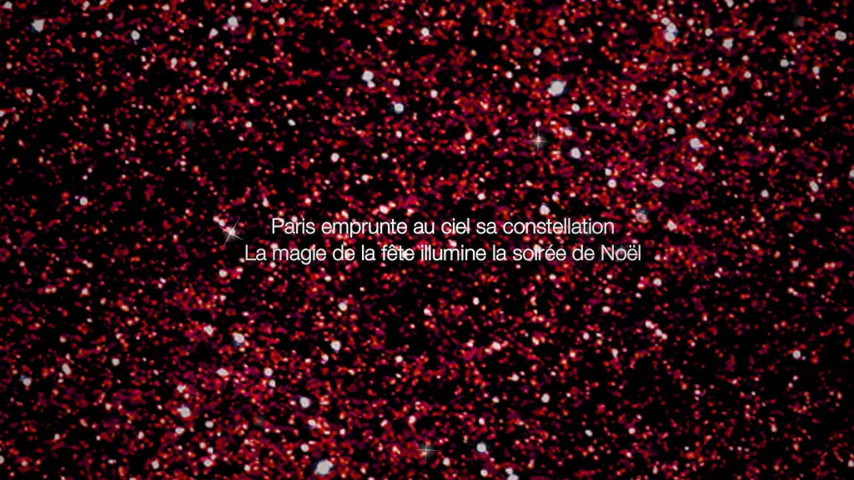 Paris emprunte au ciel sa constellation
La magie de la fête illumine la soirée de Noël